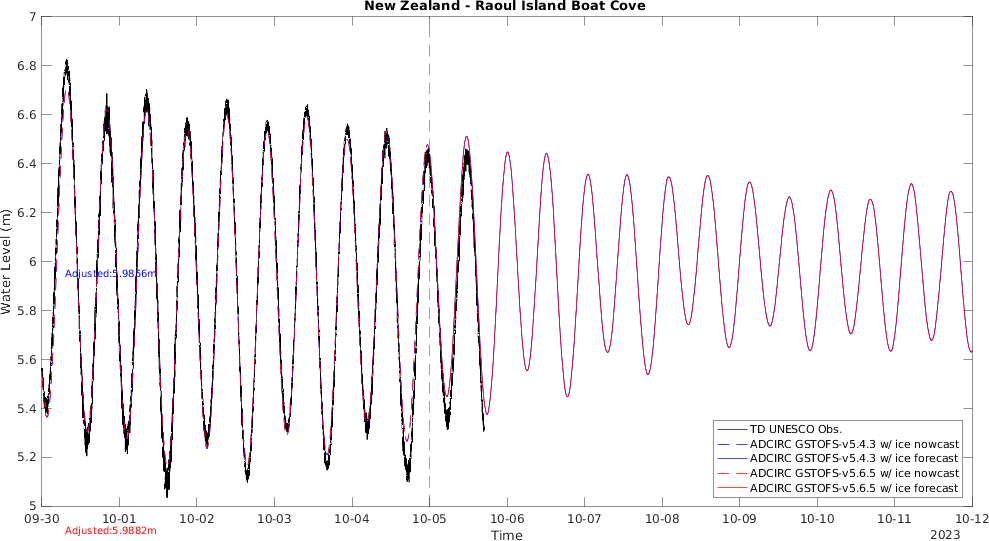 New Zealand - Raoul Island Boat Cove
7
6.8
6.6
6.4
6.2
6
5.8
5.6
5.4
5.2
5
Water Level (m)
Adjusted:5.9856m
Adjusted:5.9882m
TD UNESCO Obs.
ADCIRC GSTOFS-v5.4.3 w/ ice nowcast
ADCIRC GSTOFS-v5.4.3 w/ ice forecast
ADCIRC GSTOFS-v5.6.5 w/ ice nowcast
ADCIRC GSTOFS-v5.6.5 w/ ice forecast
09-30 10-01 10-02 10-03 10-04 10-05 10-06 10-07 10-08 10-09 10-10 10-11 10-12
Time
2023